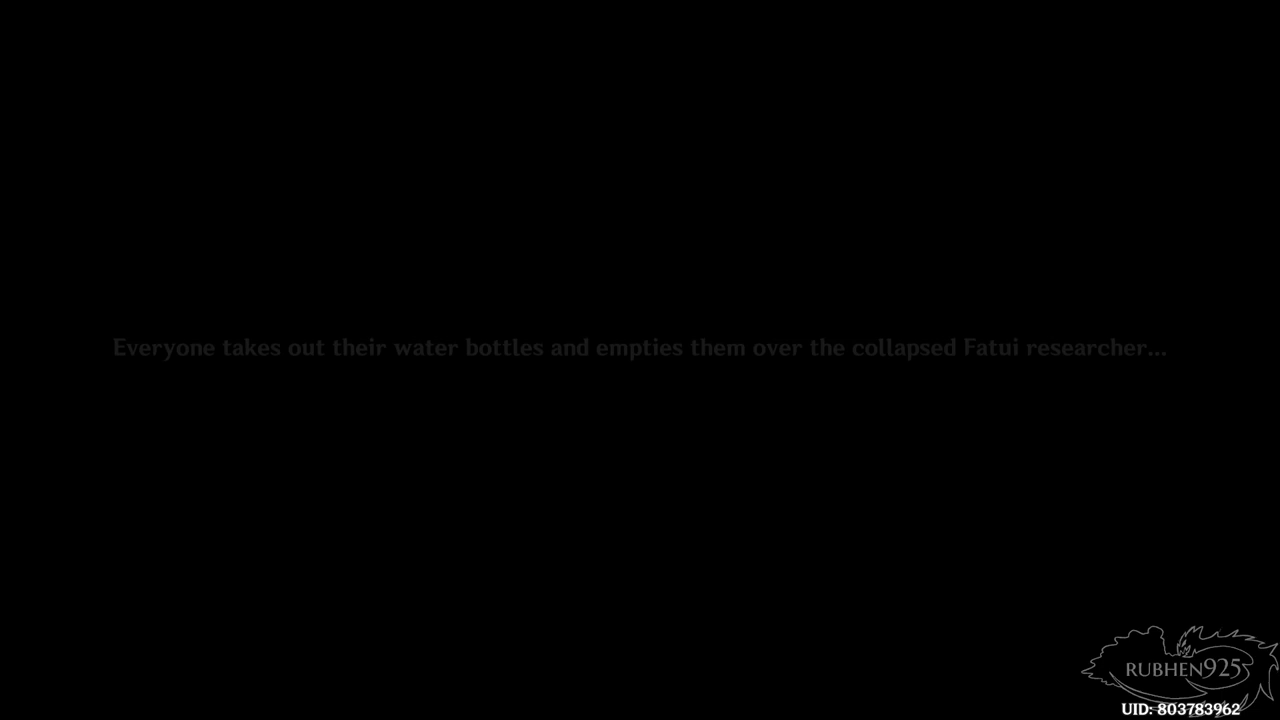 Everyone takes out their water bottles and empties them over the collapsed Fatui researcher...
RUBHEN925
UID: 803783962